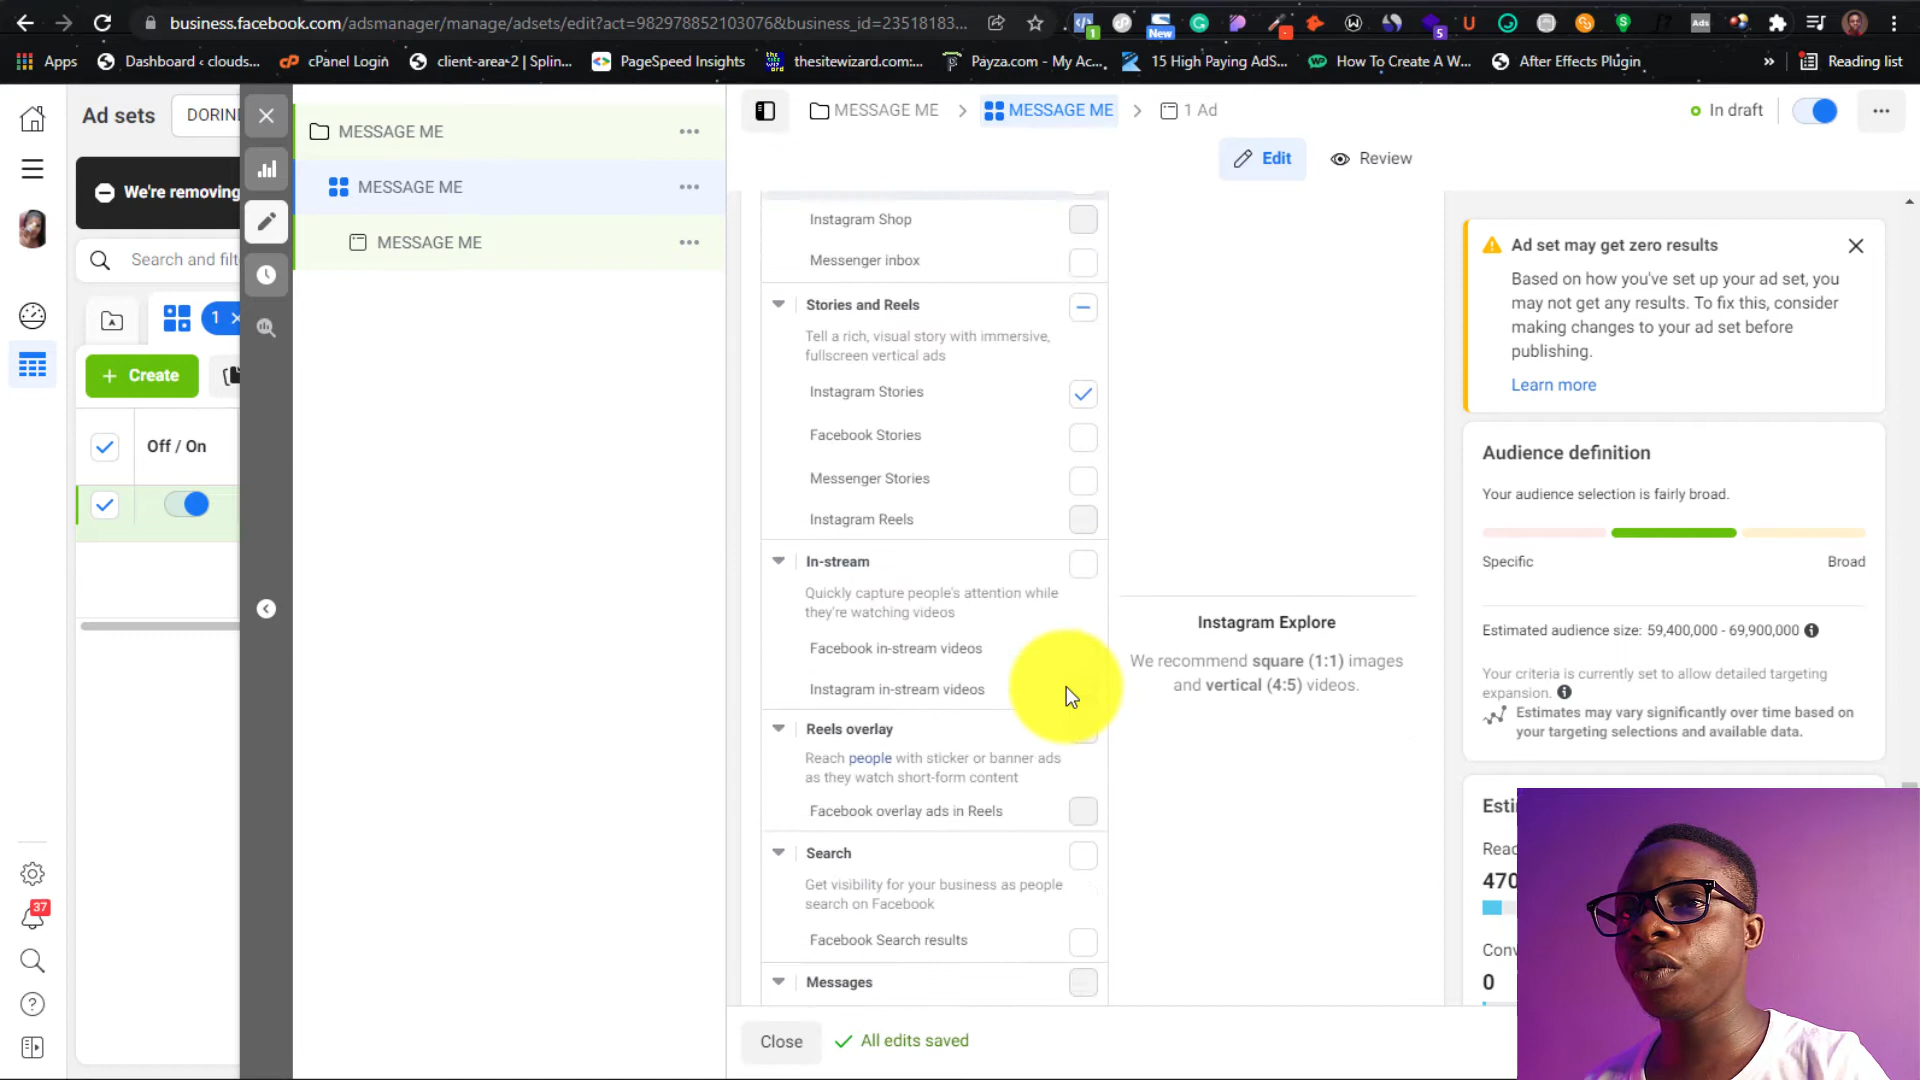 business.facebook.com/adsmanager/manage/adsets/edit?act=982978852103076&business_id=23518183...
1
New
5
Ads
Apps
Dashboard ‹ clouds...
cPanel Login
client-area-2 | Splin...
PageSpeed Insights
thesitewizard.com:...
Payza.com - My Ac...
15 High Paying AdS...
How To Create A W...
After Effects Plugin
»
Reading list
Ad sets
DORIN
MESSAGE ME
MESSAGE ME
MESSAGE ME
MESSAGE ME
MESSAGE ME
1 Ad
In draft
Edit
Review
We're removing
Search and filt
1
Create
Off / On
37
Instagram Shop
Messenger inbox
Stories and Reels
Tell a rich, visual story with immersive,
fullscreen vertical ads
Instagram Stories
Facebook Stories
Messenger Stories
Instagram Reels
In-stream
Quickly capture people's attention while
they're watching videos
Facebook in-stream videos
Instagram in-stream videos
Reels overlay
Reach people with sticker or banner ads
as they watch short-form content
Facebook overlay ads in Reels
Search
Get visibility for your business as people
search on Facebook
Facebook Search results
Messages
Instagram Explore
We recommend square (1:1) images
and vertical (4:5) videos.
Ad set may get zero results
Based on how you've set up your ad set, you
may not get any results. To fix this, consider
making changes to your ad set before
publishing.
Learn more
Audience definition
Your audience selection is fairly broad.
Specific
Broad
Estimated audience size: 59,400,000 - 69,900,000
Your criteria is currently set to allow detailed targeting
expansion.
Estimates may vary significantly over time based on
your targeting selections and available data.
Esti
Reac
470
Conv
0
Close
All edits saved